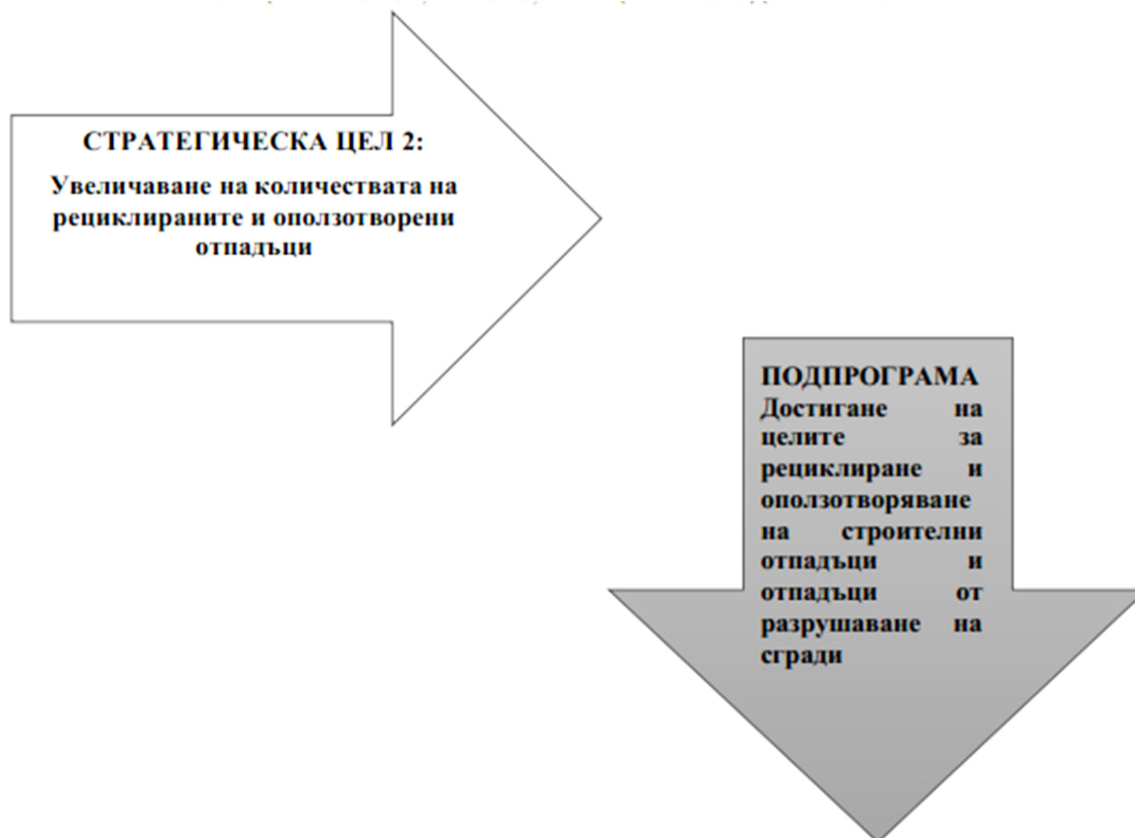 СТРАТЕГИЧЕСКА ЦЕЛ 2:
Увеличаване на количествата на
рециклираните и оползотворени
отпадъци
ПОДПРОГРАМА
Достигане на
целите за
рециклиране и
оползотворяване
на строителни
отпадъци и
отпадъци от
разрушаване на
сгради